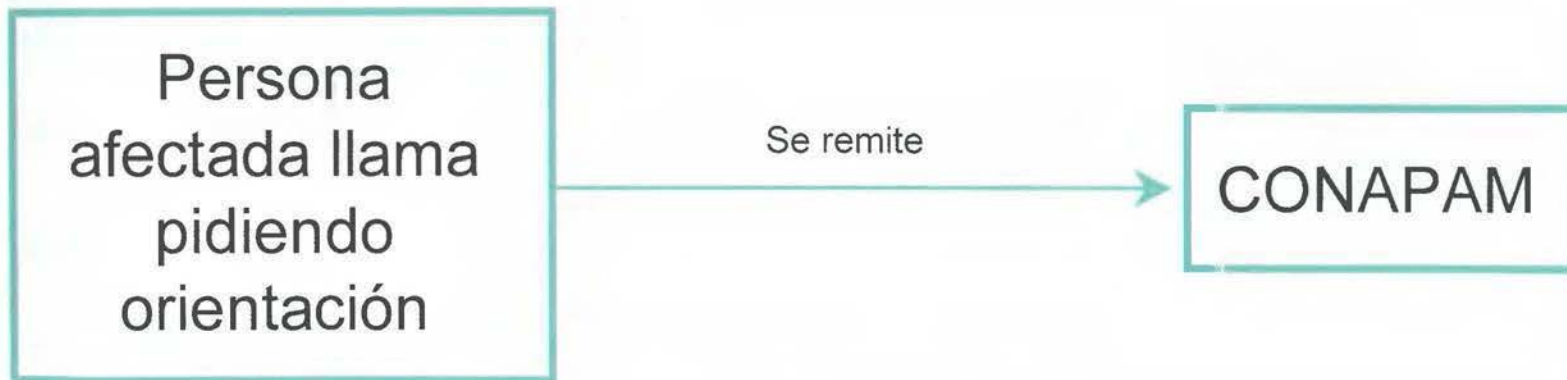 Persona
afectada llama
pidiendo
orientación
Se remite
CONAPAM